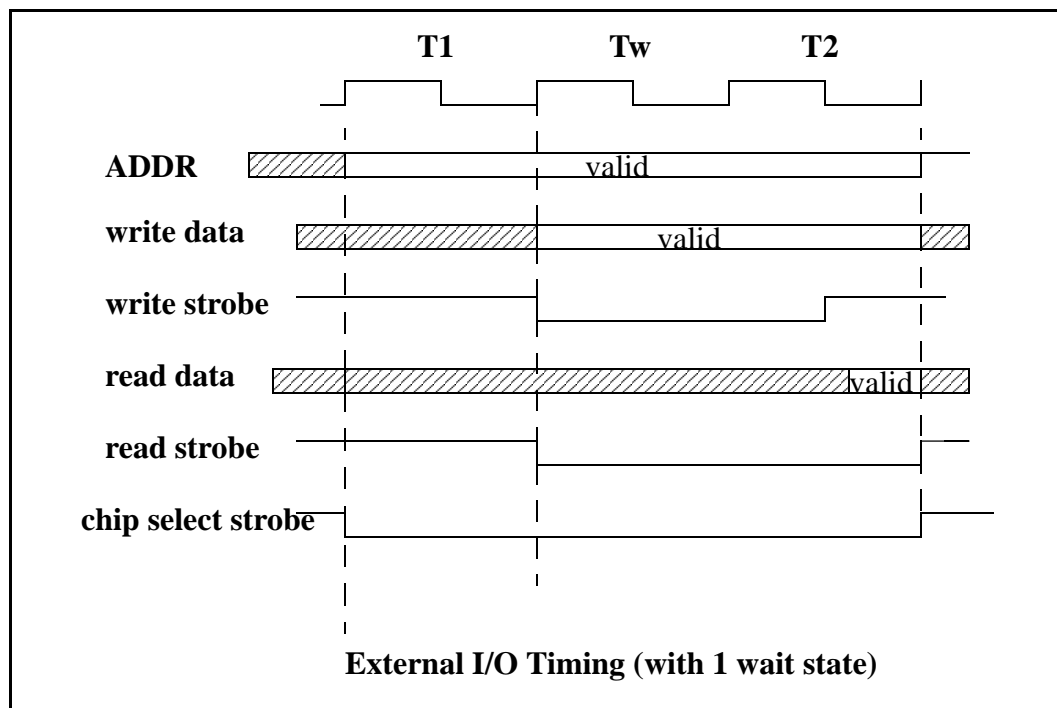 T1 Tw T2
ADDR valid
write data valid
write strobe
read data valid
read strobe
chip select strobe
External I/O Timing (with 1 wait state)